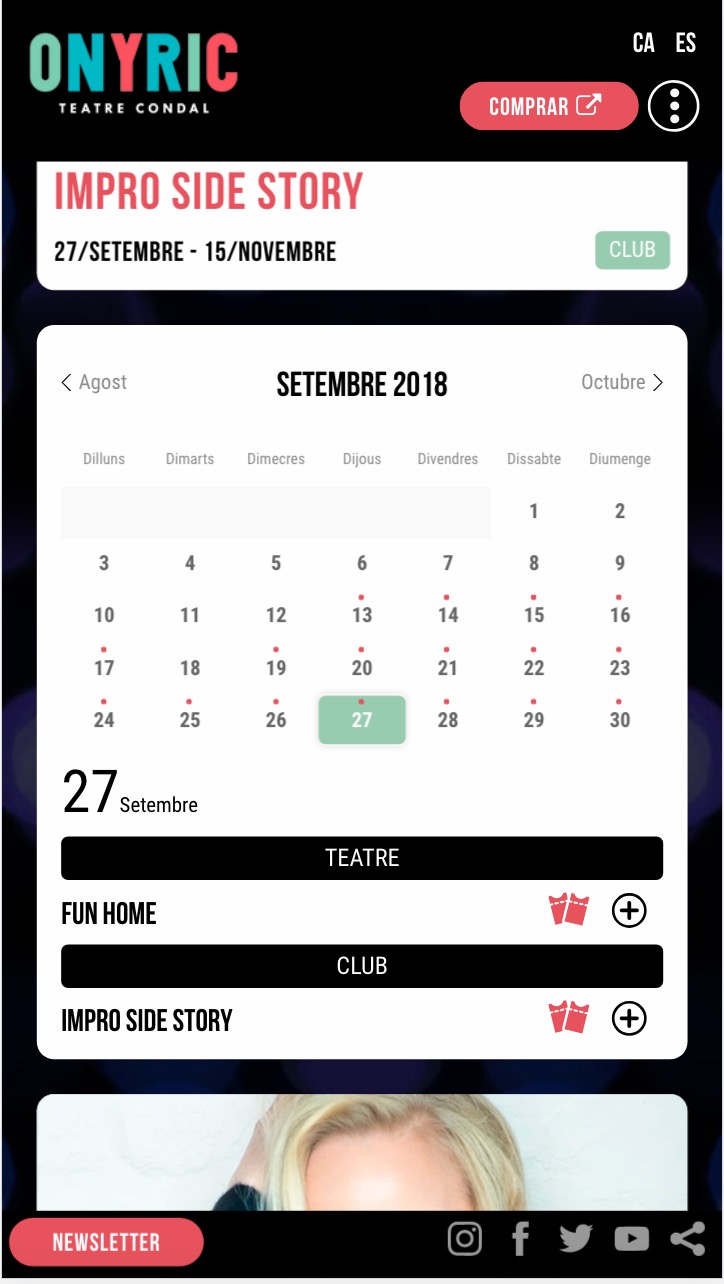 ONYRIC
TEATRE CONDAL
CA ES
COMPRAR
IMPRO SIDE STORY
27/SETEMBRE - 15/NOVEMBRE
CLUB
Agost SETEMBRE 2018 Octubre
Dilluns Dimarts Dimecres Dijous Divendres Dissabte Diumenge
1 2
3 4 5 6 7 8 9
10 11 12 13 14 15 16
17 18 19 20 21 22 23
24 25 26 27 28 29 30
27 Setembre
TEATRE
FUN HOME
CLUB
IMPRO SIDE STORY
NEWSLETTER